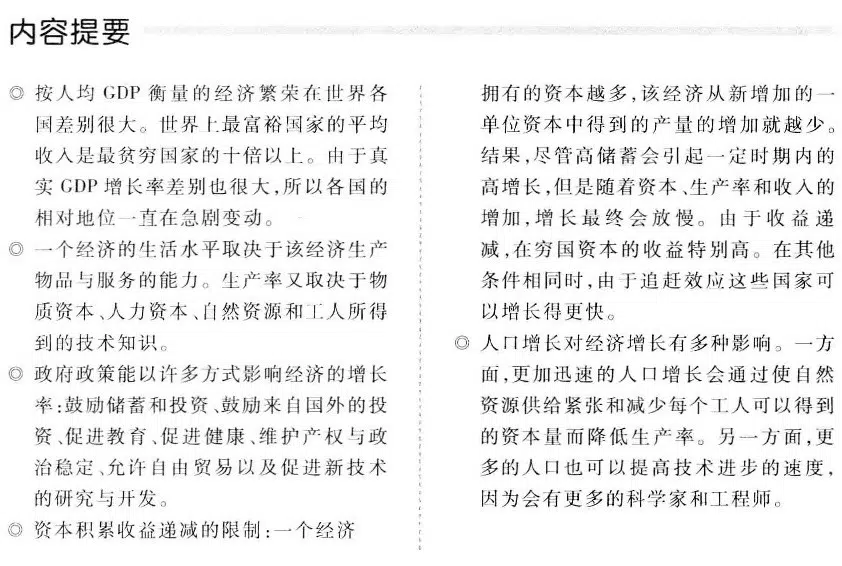 内容提要
◎ 按人均 GDP 衡量的经济繁荣在世界各
国差别很大。世界上最富裕国家的平均
收入是最贫穷国家的十倍以上。由于真
实 GDP 增长率差别也很大,所以各国的
相对地位一直在急剧变动。
◎ 一个经济的生活水平取决于该经济生产
物品与服务的能力。生产率又取决于物
质资本、人力资本、自然资源和工人所得
到的技术知识。
◎ 政府政策能以许多方式影响经济的增长
率:鼓励储蓄和投资、鼓励来自国外的投
资、促进教育、促进健康、维护产权与政
治稳定、允许自由贸易以及促进新技术
的研究与开发。
◎ 资本积累收益递减的限制:一个经济
拥有的资本越多,该经济从新增加的一
单位资本中得到的产量的增加就越少。
结果,尽管高储蓄会引起一定时期内的
高增长,但是随着资本、生产率和收入的
增加,增长最终会放慢。由于收益递
减,在穷国资本的收益特别高。在其他
条件相同时,由于追赶效应这些国家可
以增长得更快。
◎ 人口增长对经济增长有多种影响。一方
面,更加迅速的人口增长会通过使自然
资源供给紧张和减少每个工人可以得到
的资本量而降低生产率。另一方面,更
多的人口也可以提高技术进步的速度,
因为会有更多的科学家和工程师。